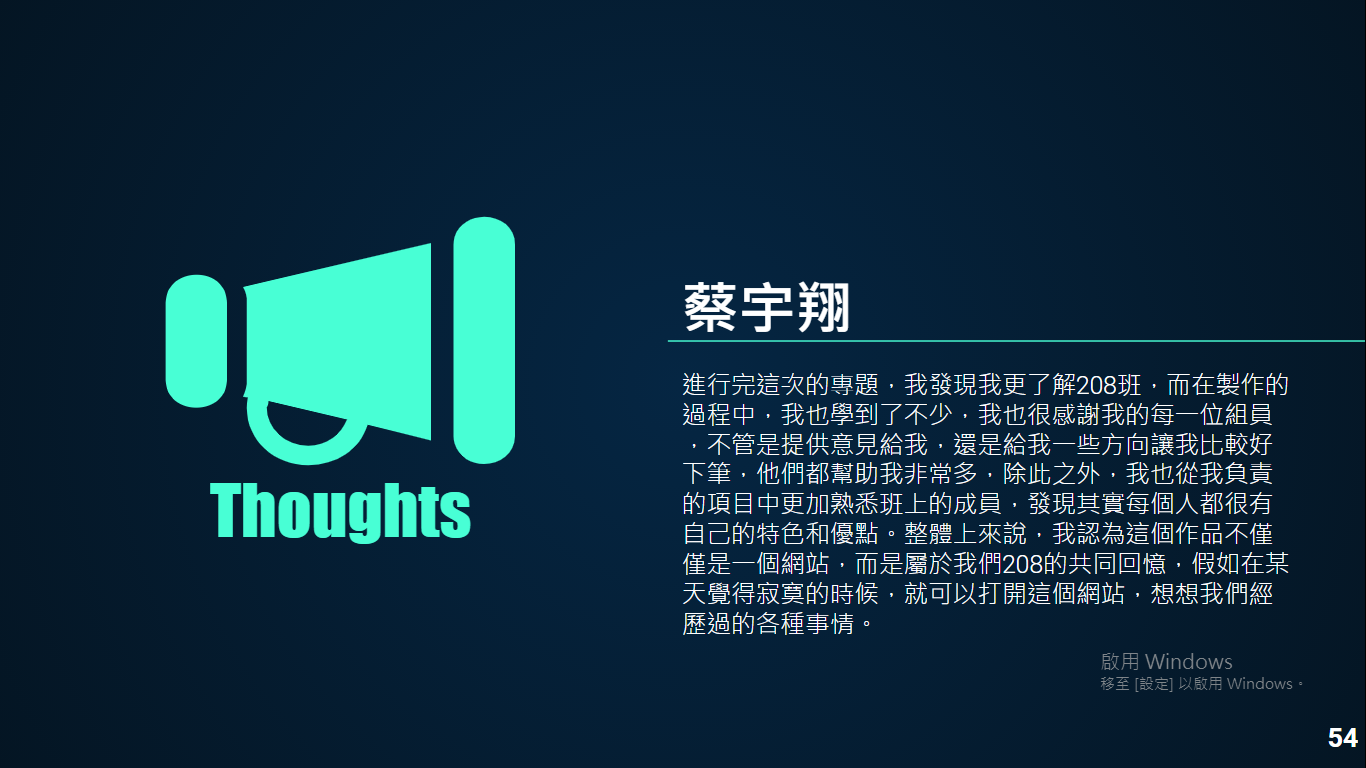 Thoughts
蔡宇翔
進行完這次的專題，我發現我更了解208班，而在製作的
過程中，我也學到了不少，我也很感謝我的每一位組員
，不管是提供意見給我，還是給我一些方向讓我比較好
下筆，他們都幫助我非常多，除此之外，我也從我負責
的項目中更加熟悉班上的成員，發現其實每個人都很有
自己的特色和優點。整體上來說，我認為這個作品不僅
僅是一個網站，而是屬於我們208的共同回憶，假如在某
天覺得寂寞的時候，就可以打開這個網站，想想我們經
歷過的各種事情。
啟用 Windows
移至 [設定] 以啟用 Windows。
54